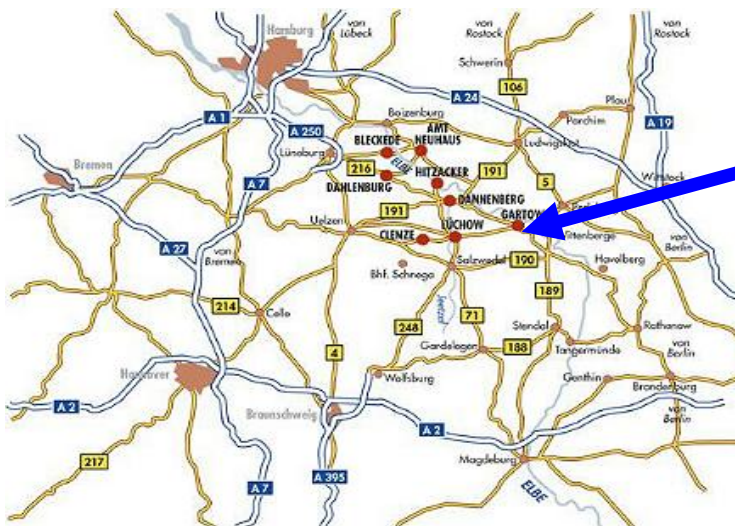 Hamburg
von
Lübeck
von
Rostock
von
Rostock
Schwerin
106
Plau
A 24
A 1
A 19
Boizenburg
Parchim
A 250
AMT
NEUHAUS
BLECKEDE
Ludwigslust
Lüneburg
ELBE
Bremen
216
HITZACKER
191
5
Wittstock
A 7
DAHLENBURG
DANNENBERG
191
GARTOW
Uelzen
LÜCHOW
Wittenberge
CLENZE
A 27
von
Bremen
von
Berlin
Salzwedel
190
Havelberg
Bhf. Schnega
189
Jeetzel
214
Celle
71
248
Stendal
Rathenow
4
Gardelegen
188
Tangermünde
von
Berlin
Hannover
Wolfsburg
Genthin
Brandenburg
A 2
Braunschweig
von
Berlin
A 2
217
Magdeburg
A 7
A 395
ELBE